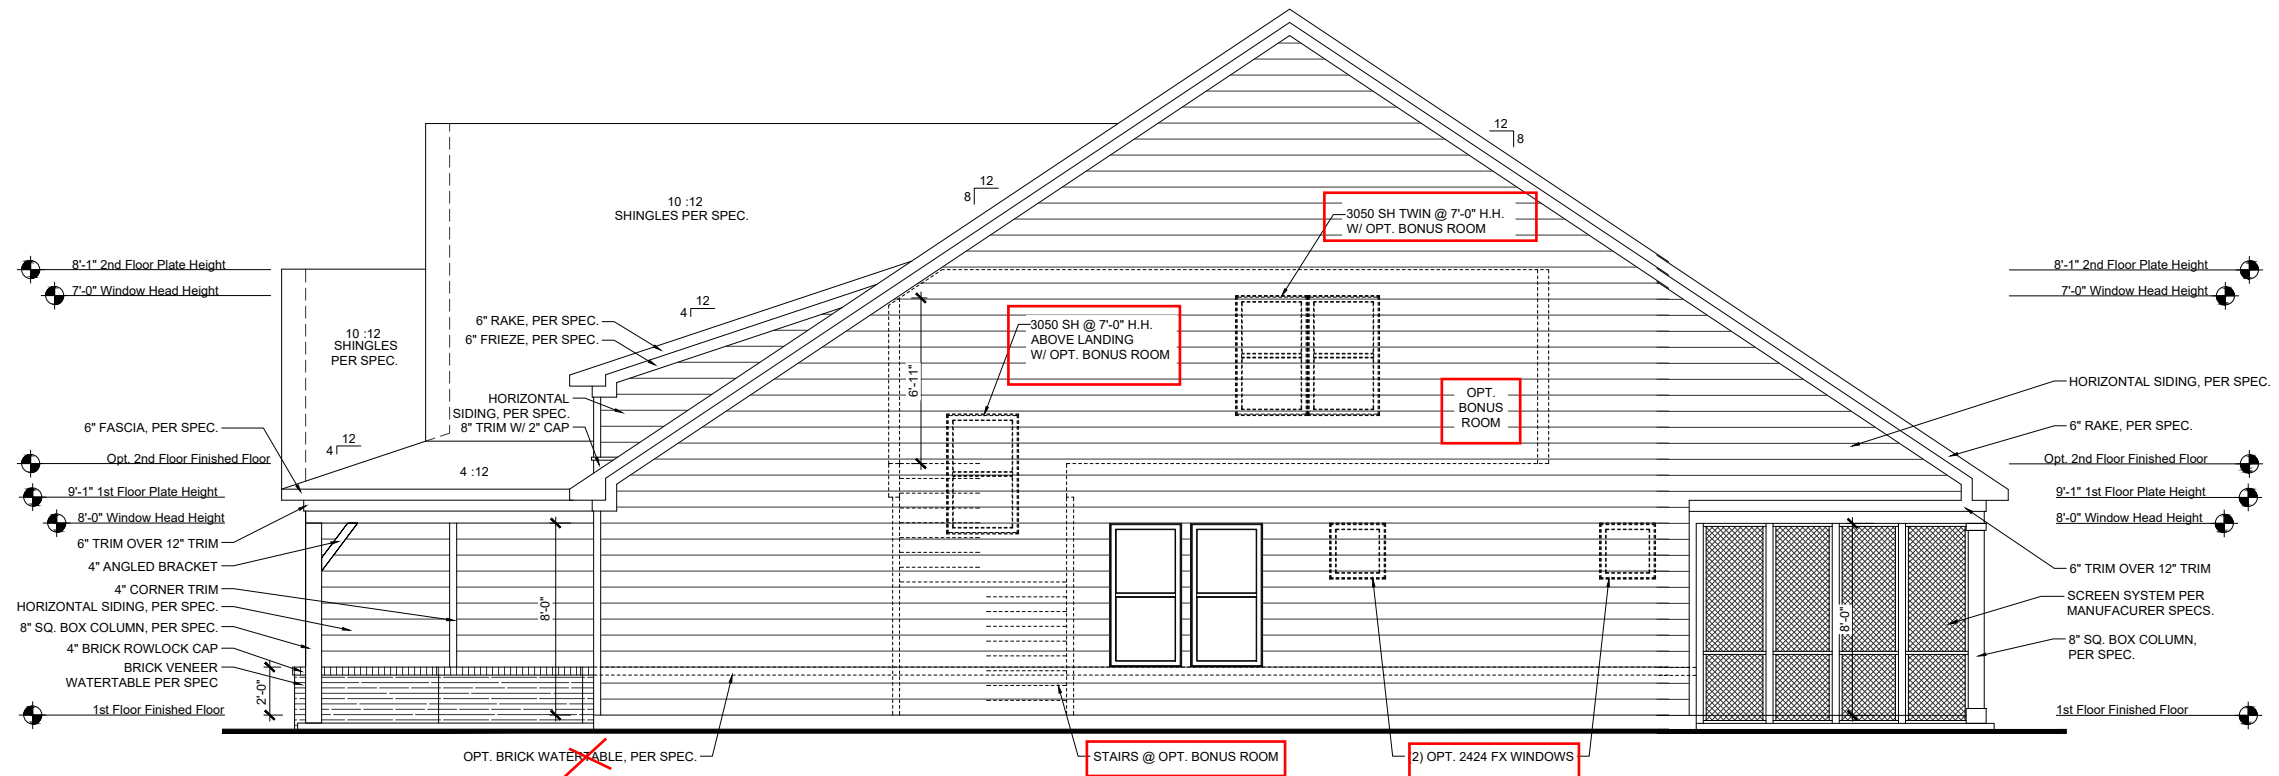 12
8
12
8
10 :12
SHINGLES PER SPEC.
3050 SH TWIN @ 7'-0" H.H.
W/ OPT. BONUS ROOM
8'-1" 2nd Floor Plate Height
7'-0" Window Head Height
8'-1" 2nd Floor Plate Height
7'-0" Window Head Height
12
4
10 :12
SHINGLES
PER SPEC.
6" RAKE, PER SPEC.
6" FRIEZE, PER SPEC.
3050 SH @ 7'-0" H.H.
ABOVE LANDING
W/ OPT. BONUS ROOM
6'-11"
OPT.
BONUS
ROOM
HORIZONTAL
SIDING, PER SPEC.
8" TRIM W/ 2" CAP
HORIZONTAL SIDING, PER SPEC.
6" RAKE, PER SPEC.
6" FASCIA, PER SPEC.
12
4
4 :12
Opt. 2nd Floor Finished Floor
9'-1" 1st Floor Plate Height
8'-0" Window Head Height
Opt. 2nd Floor Finished Floor
9'-1" 1st Floor Plate Height
8'-0" Window Head Height
6" TRIM OVER 12" TRIM
4" ANGLED BRACKET
4" CORNER TRIM
HORIZONTAL SIDING, PER SPEC.
8" SQ. BOX COLUMN, PER SPEC.
4" BRICK ROWLOCK CAP
BRICK VENEER
WATERTABLE PER SPEC
8'-0"
2'-0"
8'-0"
6" TRIM OVER 12" TRIM
SCREEN SYSTEM PER
MANUFACURER SPECS.
8" SQ. BOX COLUMN,
PER SPEC.
1st Floor Finished Floor
1st Floor Finished Floor
OPT. BRICK WATERTABLE, PER SPEC.
STAIRS @ OPT. BONUS ROOM
2) OPT. 2424 FX WINDOWS